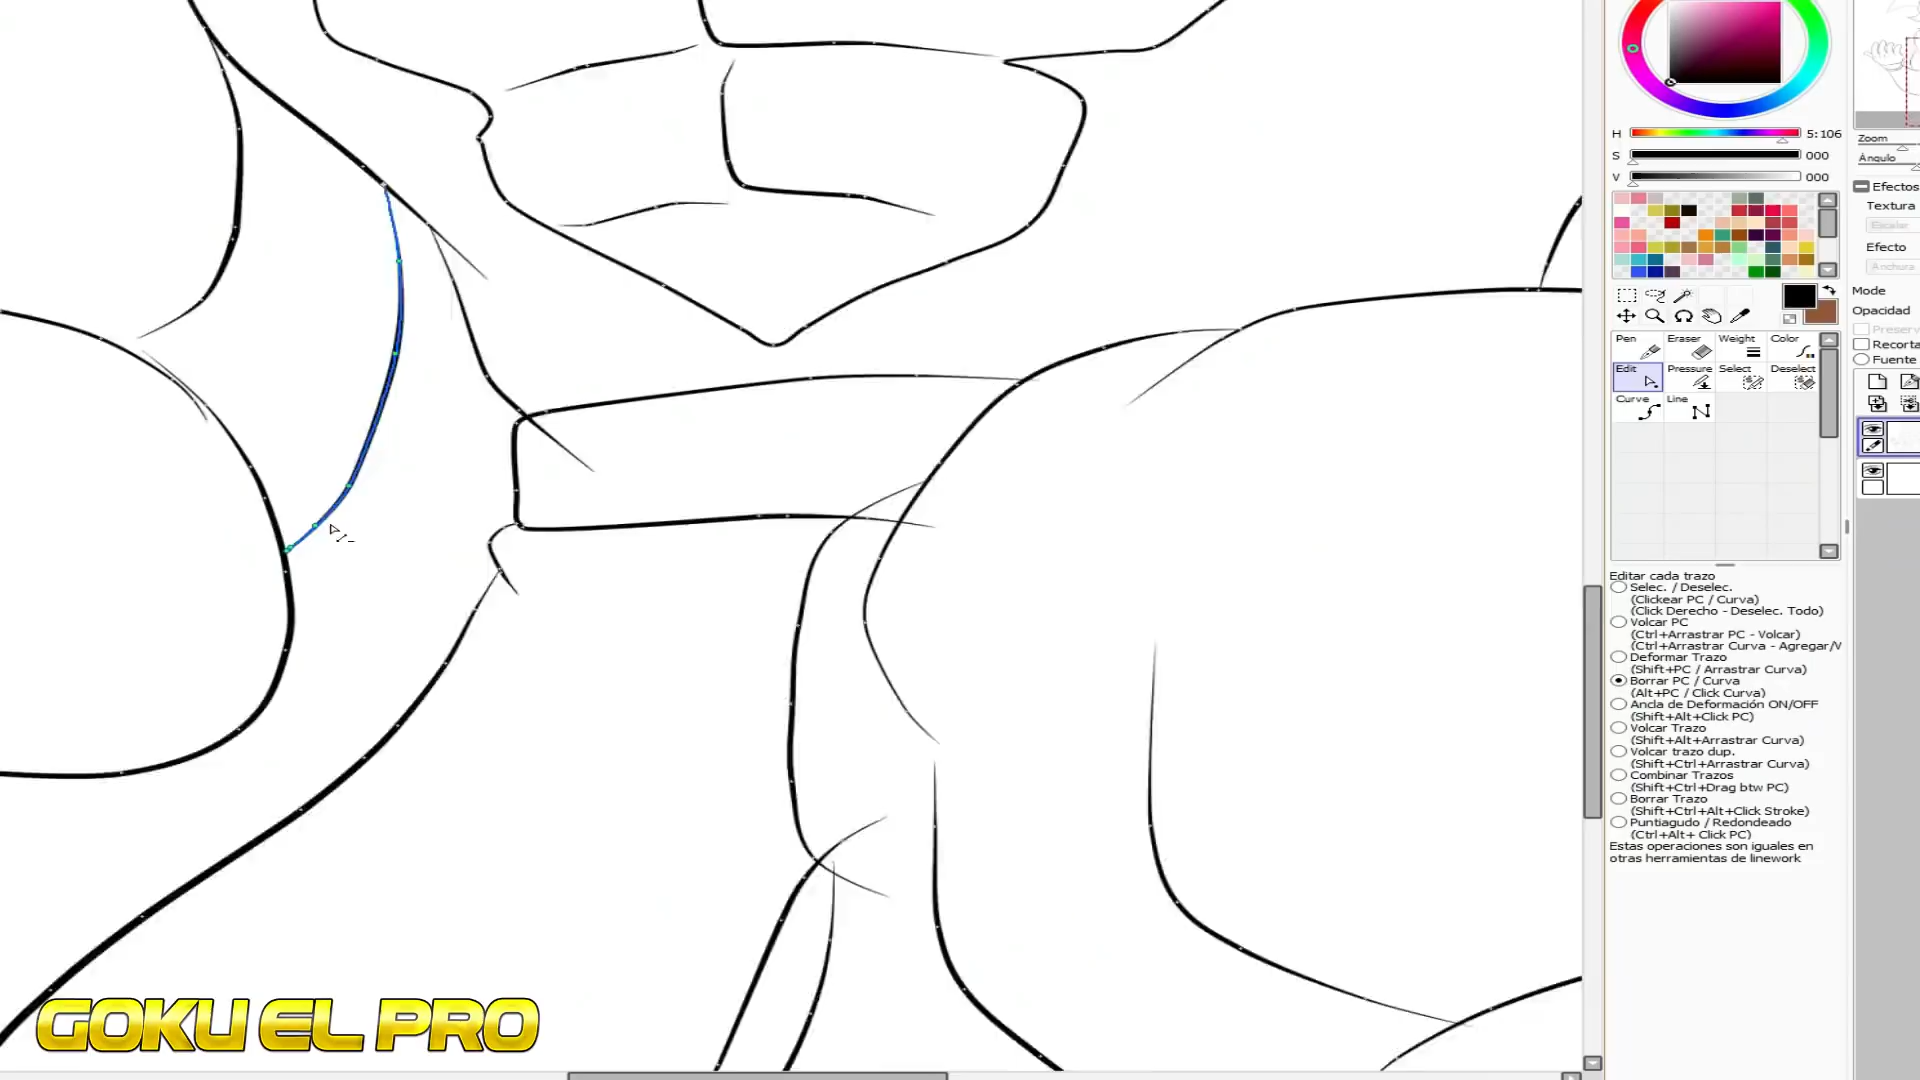 H 5:106
S 000
V 000
Zoom
Ángulo
Efectos
Textura
Escalar
Efecto
Anchura
Mode
Opacidad
Preserv
Recorta
Fuente
Pen Eraser Weight Color
Edit Pressure Select Deselect
Curve Line
Editar cada trazo
Selec. / Deselec.
(Clickear PC / Curva)
(Click Derecho - Deselec. Todo)
Volcar PC
(Ctrl+Arrastrar PC - Volcar)
(Ctrl+Arrastrar Curva - Agregar/V
Deformar Trazo
(Shift+PC / Arrastrar Curva)
Borrar PC / Curva
(Alt+PC / Click Curva)
Ancla de Deformación ON/OFF
(Shift+Alt+Click PC)
Volcar Trazo
(Shift+Alt+Arrastrar Curva)
Volcar trazo dup.
(Shift+Ctrl+Arrastrar Curva)
Combinar Trazos
(Shift+Ctrl+Drag btw PC)
Borrar Trazo
(Shift+Ctrl+Alt+Click Stroke)
Puntiagudo / Redondeado
(Ctrl+Alt+ Click PC)
Estas operaciones son iguales en
otras herramientas de linework
GOKU EL PRO